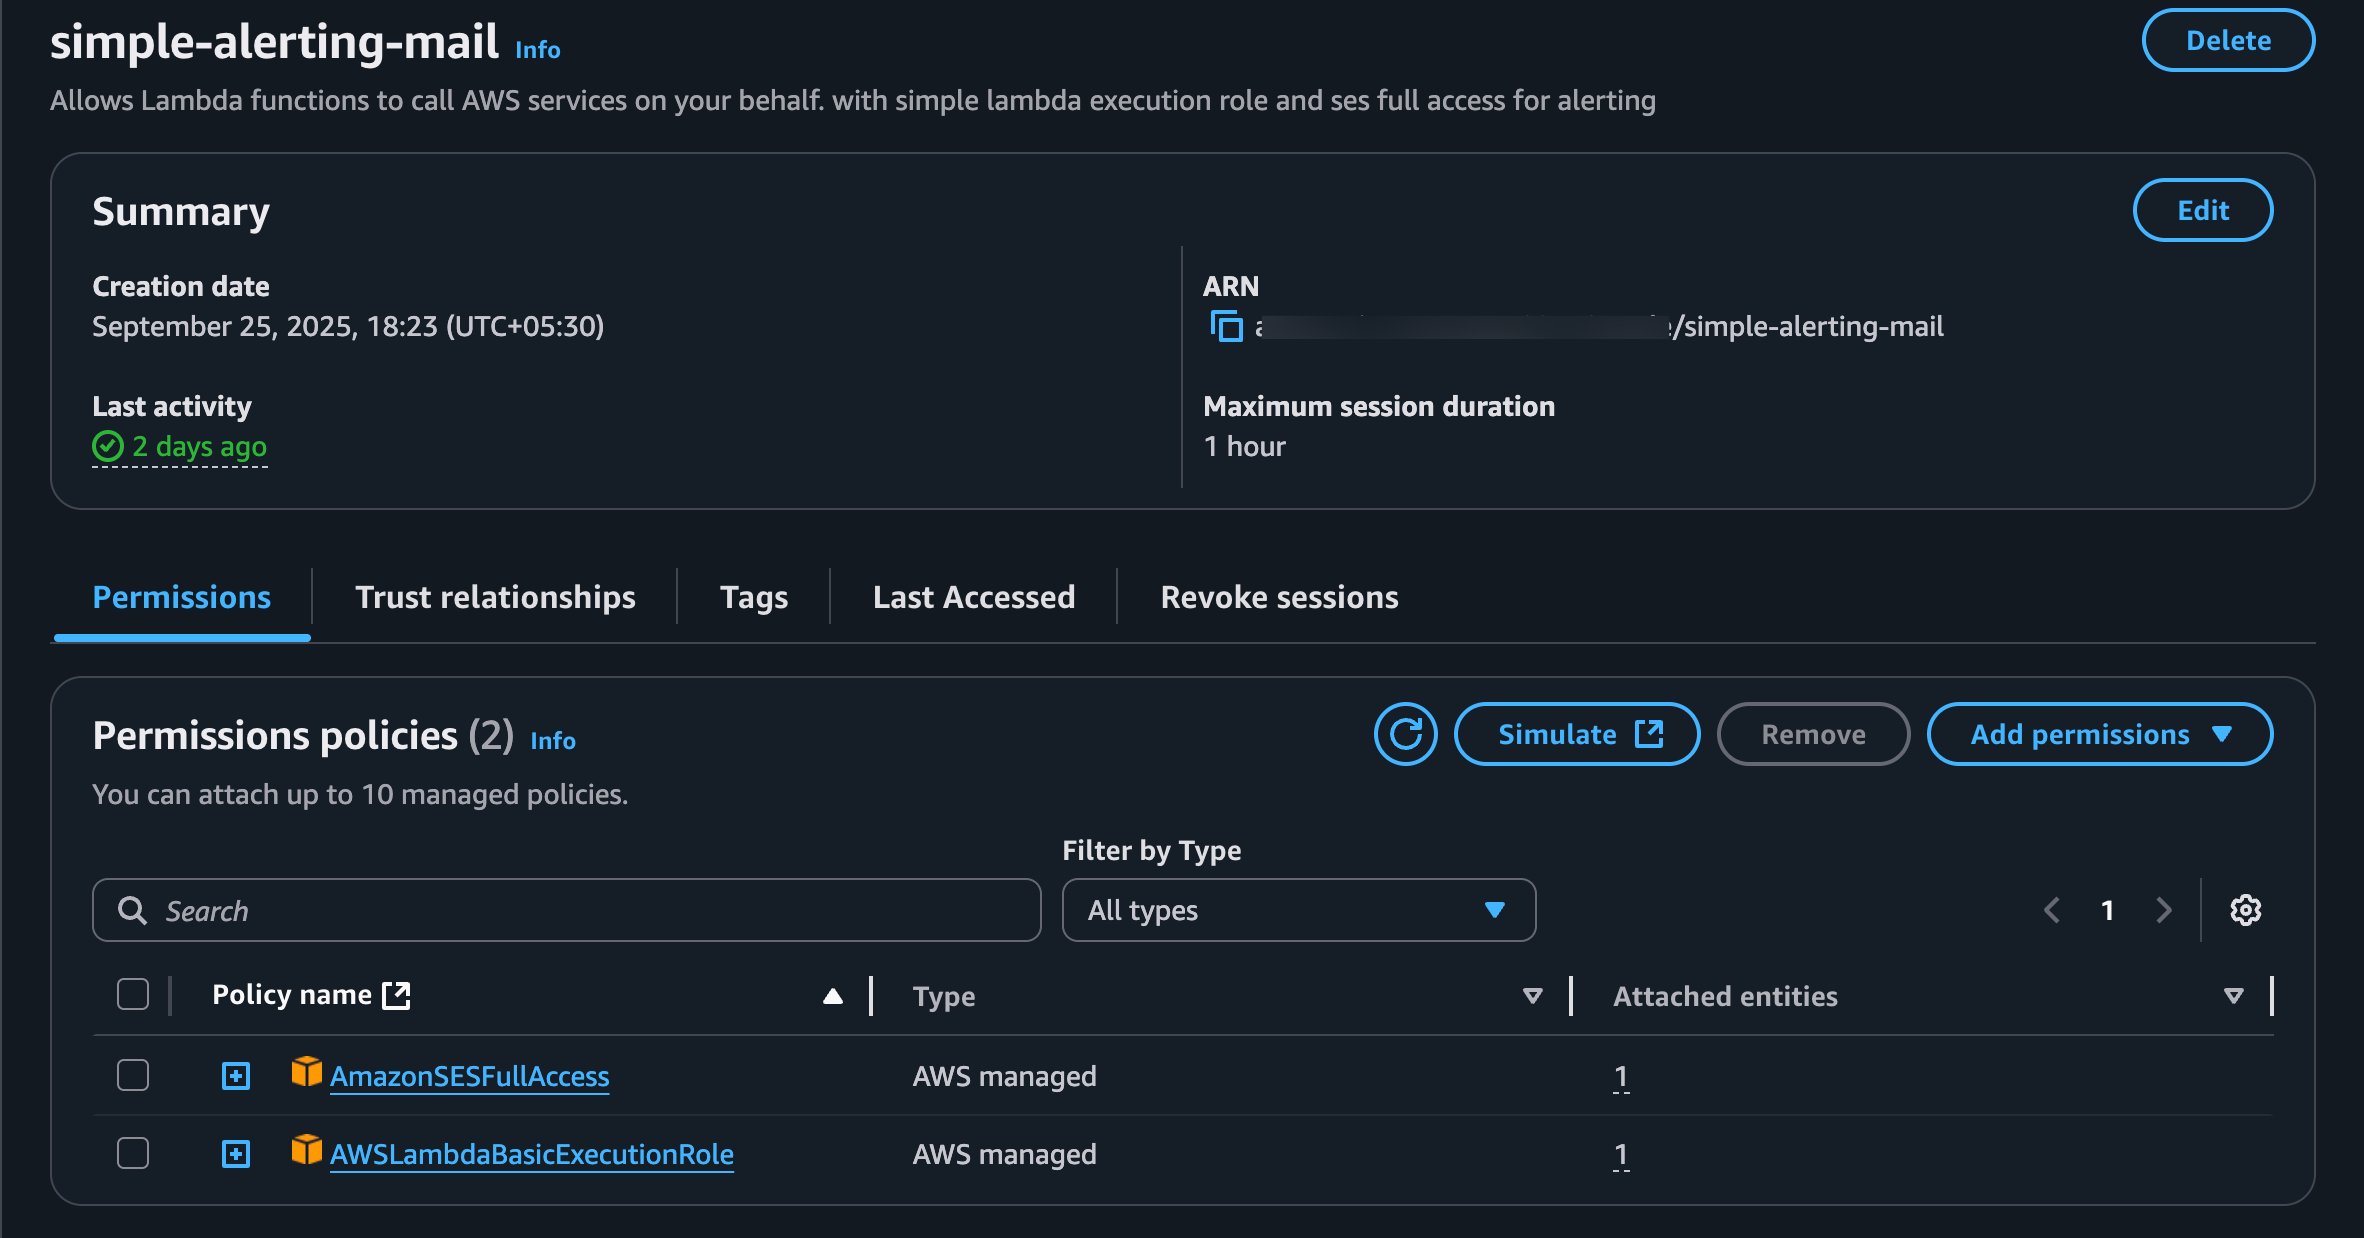 simple-alerting-mail Info
Delete
Allows Lambda functions to call AWS services on your behalf. with simple lambda execution role and ses full access for alerting
Summary
Edit
Creation date
September 25, 2025, 18:23 (UTC+05:30)
ARN
/simple-alerting-mail
Last activity
2 days ago
Maximum session duration
1 hour
Permissions
Trust relationships
Tags
Last Accessed
Revoke sessions
Permissions policies (2) Info
Simulate
Remove
Add permissions
You can attach up to 10 managed policies.
Filter by Type
Search
All types
1
Policy name
Type
Attached entities
AmazonSESFullAccess
AWS managed
1
AWSLambdaBasicExecutionRole
AWS managed
1